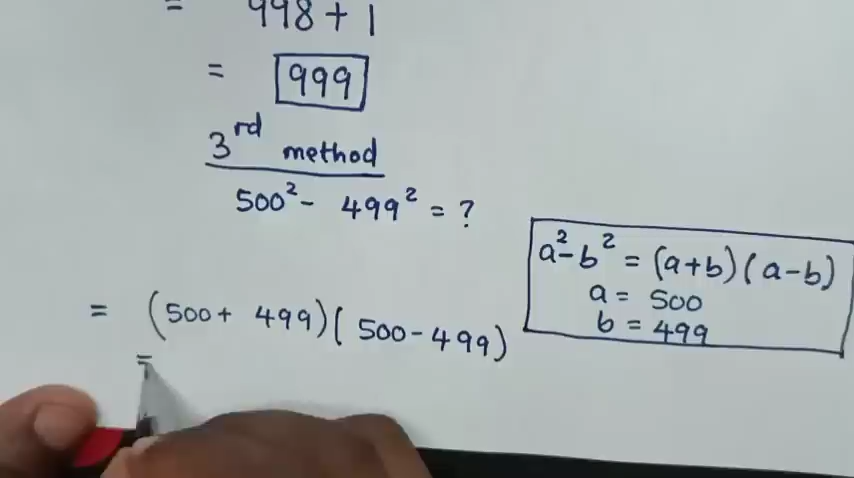 = 998 + 1
= 999
3rd method
500² - 499² = ?
a² - b² = (a+b)(a-b)
a = 500
b = 499
= (500 + 499)(500 - 499)
=